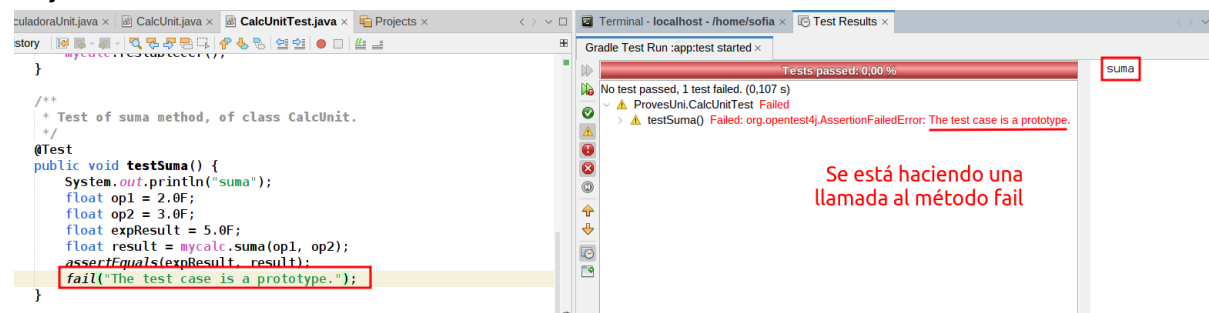 culadoraUnit.java × CalcUnit.java × CalcUnitTest.java × Projects ×
story
mycalc.restablecer();
}
/**
* Test of suma method, of class CalcUnit.
*/
@Test
public void testSuma() {
System.out.println("suma");
float op1 = 2.0F;
float op2 = 3.0F;
float expResult = 5.0F;
float result = mycalc.suma(op1, op2);
assertEquals(expResult, result);
fail("The test case is a prototype.");
}
Terminal - localhost - /home/sofia × Test Results ×
Gradle Test Run :app:test started ×
Tests passed: 0,00 %
No test passed, 1 test failed. (0,107 s)
ProvesUni.CalcUnitTest Failed
testSuma() Failed: org.opentest4j.AssertionFailedError: The test case is a prototype.
Se está haciendo una
llamada al método fail
suma